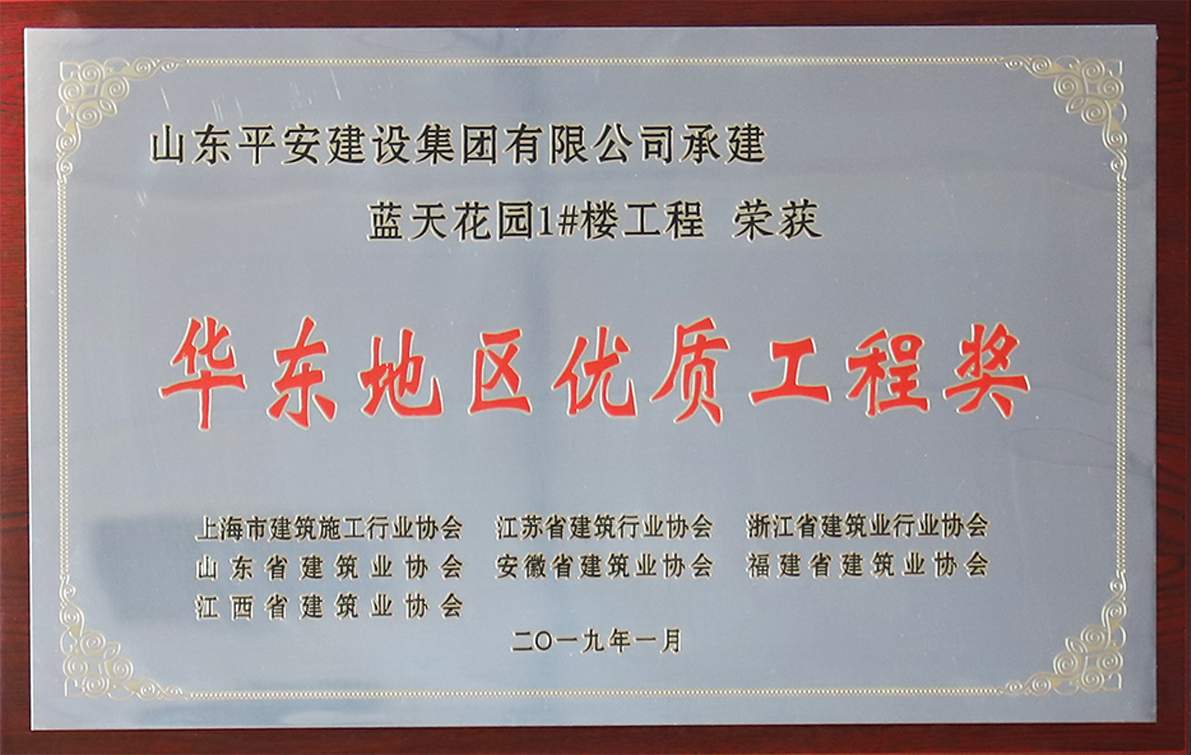 山东平安建设集团有限公司承建
蓝天花园1#楼工程 荣获
华东地区优质工程奖
上海市建筑施工行业协会 江苏省建筑行业协会 浙江省建筑业行业协会
山东省建筑业协会 安徽省建筑业协会 福建省建筑业协会
江西省建筑业协会
二〇一九年一月